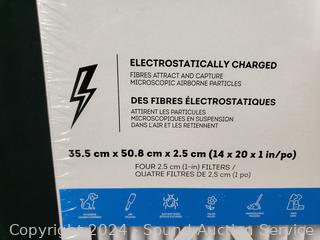 ELECTROSTATICALLY CHARGED
FIBRES ATTRACT AND CAPTURE
MICROSCOPIC AIRBORNE PARTICLES
DES FIBRES ÉLECTROSTATIQUES
ATTIRENT LES PARTICULES
MICROSCOPIQUES EN SUSPENSION
DANS L'AIR ET LES RETIENNENT
35.5 cm x 50.8 cm x 2.5 cm (14 x 20 x 1 in/po)
FOUR 2.5 cm (1-in) FILTERS /
QUATRE FILTRES DE 2.5 cm (1 po)
Copyright © 2024 - Sound Auction Service